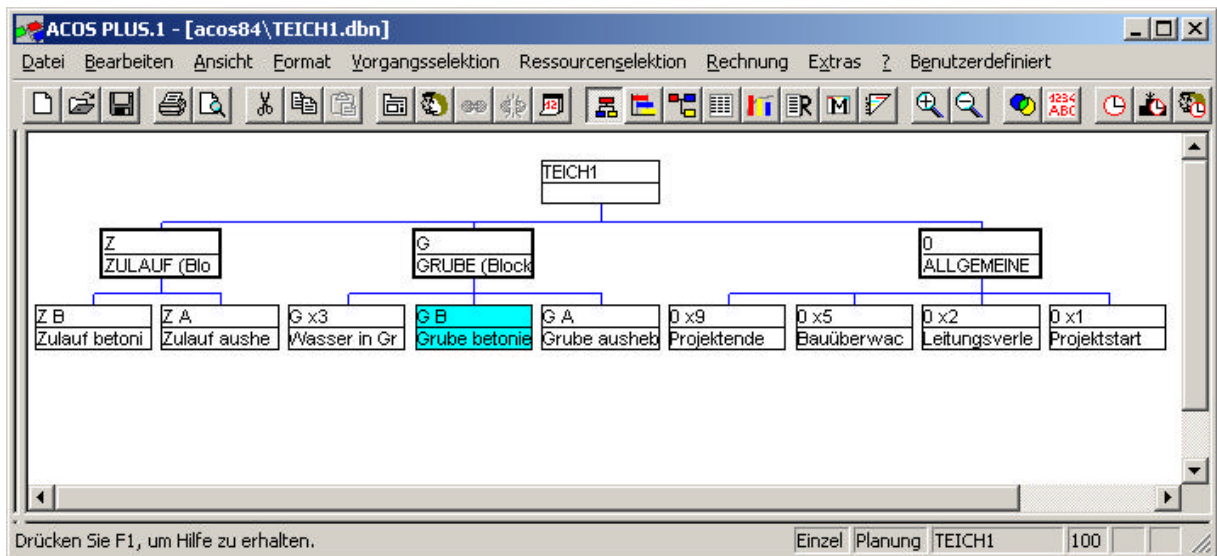 ACOS PLUS.1 - [acos84\TEICH1.dbn]
Datei Bearbeiten Ansicht Format Vorgangsselektion Ressourcenselektion Rechnung Extras ? Benutzerdefiniert
12 R M 1234
ABC
TEICH1
Z G 0
ZULAUF (Blo GRUBE (Block ALLGEMEINE
Z B Z A G x3 G B G A 0 x9 0 x5 0 x2 0 x1
Zulauf betoni Zulauf aushe Wasser in Gr Grube betonie Grube ausheb Projektende Bauüberwac Leitungsverle Projektstart
Drücken Sie F1, um Hilfe zu erhalten. Einzel Planung TEICH1 100